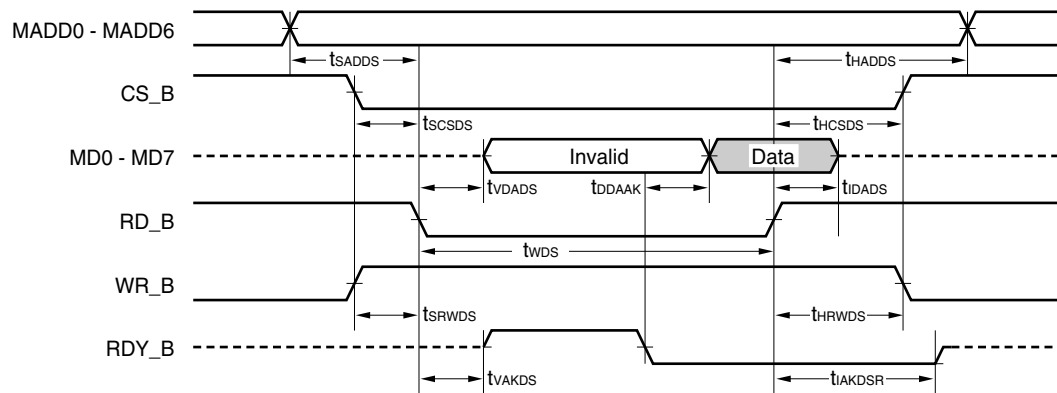 MADD0 - MADD6
tSADDS
tHADDS
CS_B
tSCSDS
tHCSDS
MD0 - MD7
Invalid
Data
tVDADS
tDDAAK
tIDADS
RD_B
tWDS
WR_B
tSRWDS
tHRWDS
RDY_B
tVAKDS
tIAKDSR